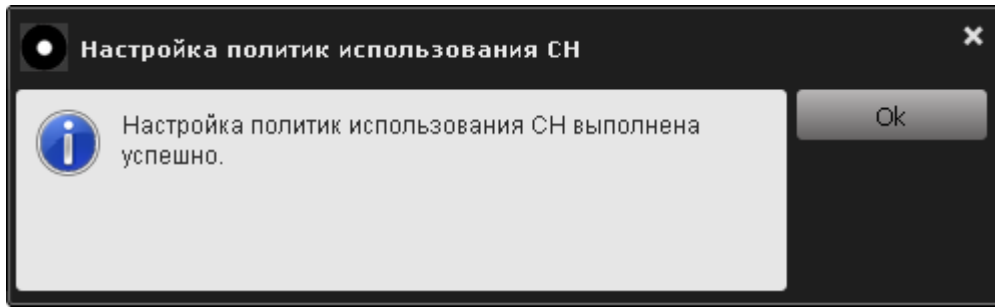 Настройка политик использования СН
Настройка политик использования СН выполнена
успешно.
Ok